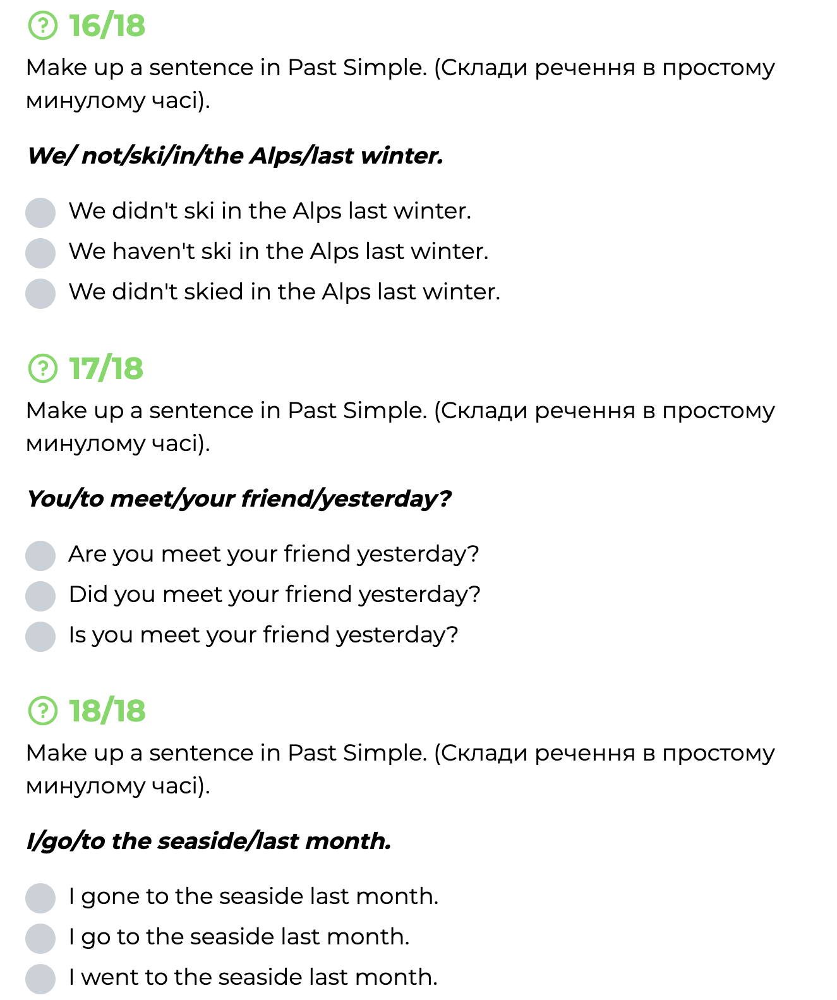 ? 16/18
Make up a sentence in Past Simple. (Склади речення в простому
минулому часі).
We/ not/ski/in/the Alps/last winter.
We didn't ski in the Alps last winter.
We haven't ski in the Alps last winter.
We didn't skied in the Alps last winter.
? 17/18
Make up a sentence in Past Simple. (Склади речення в простому
минулому часі).
You/to meet/your friend/yesterday?
Are you meet your friend yesterday?
Did you meet your friend yesterday?
Is you meet your friend yesterday?
? 18/18
Make up a sentence in Past Simple. (Склади речення в простому
минулому часі).
I/go/to the seaside/last month.
I gone to the seaside last month.
I go to the seaside last month.
I went to the seaside last month.